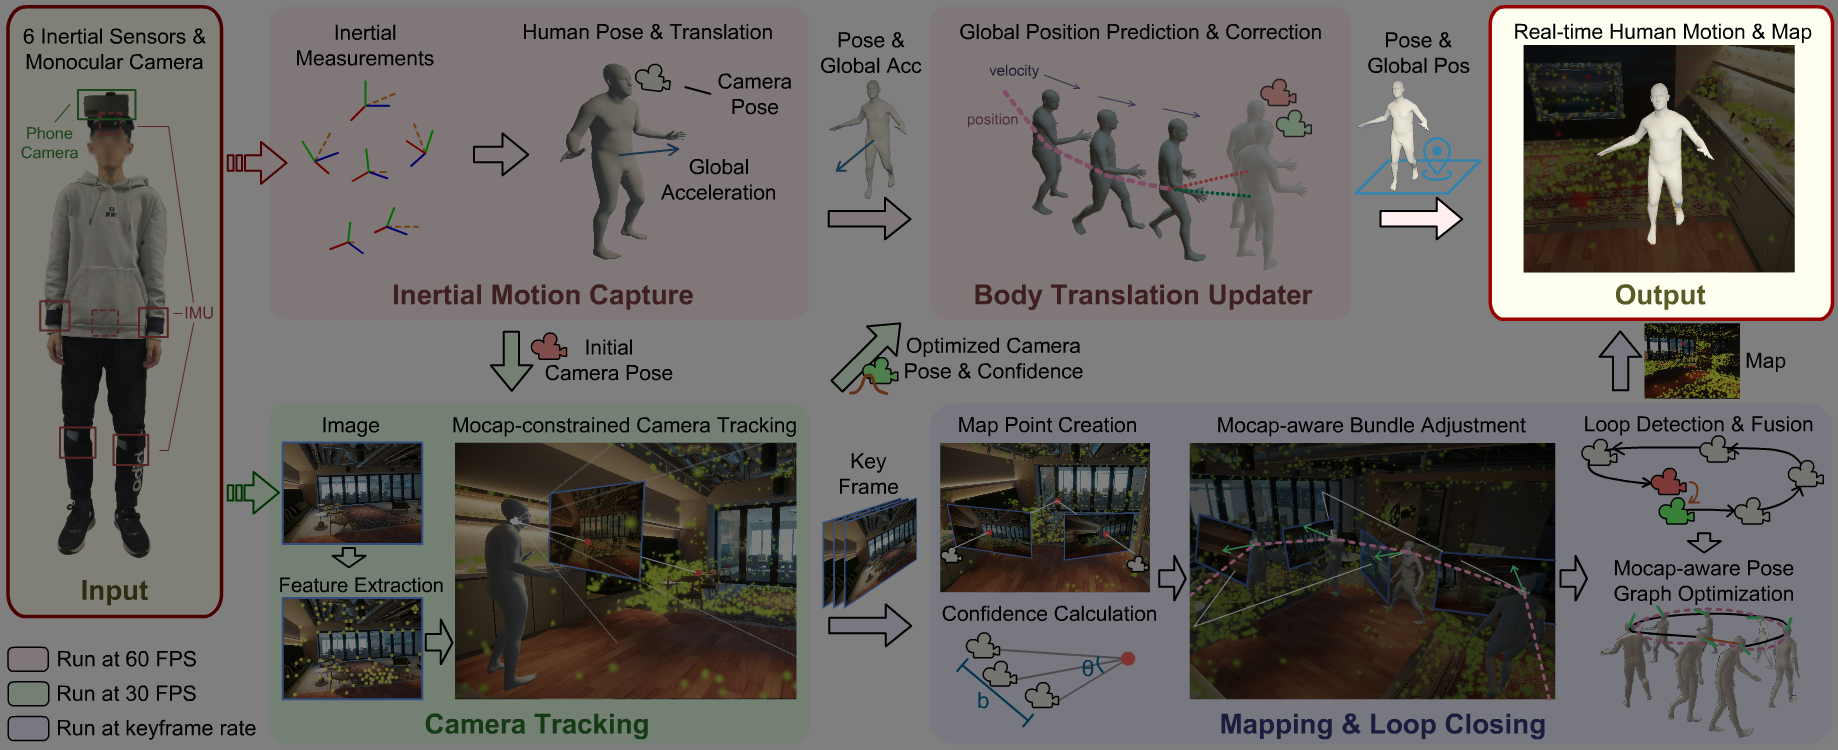 6 Inertial Sensors &
Monocular Camera
Phone
Camera
IMU
Input
Run at 60 FPS
Run at 30 FPS
Run at keyframe rate
Inertial
Measurements
Human Pose & Translation
Camera
Pose
Global
Acceleration
Inertial Motion Capture
Pose &
Global Acc
Global Position Prediction & Correction
velocity
position
Body Translation Updater
Pose &
Global Pos
Real-time Human Motion & Map
Output
Initial
Camera Pose
Optimized Camera
Pose & Confidence
Map
Image
Feature Extraction
Mocap-constrained Camera Tracking
Camera Tracking
Key
Frame
Map Point Creation
Confidence Calculation
θ
b
Mocap-aware Bundle Adjustment
Loop Detection & Fusion
Mocap-aware Pose
Graph Optimization
Mapping & Loop Closing